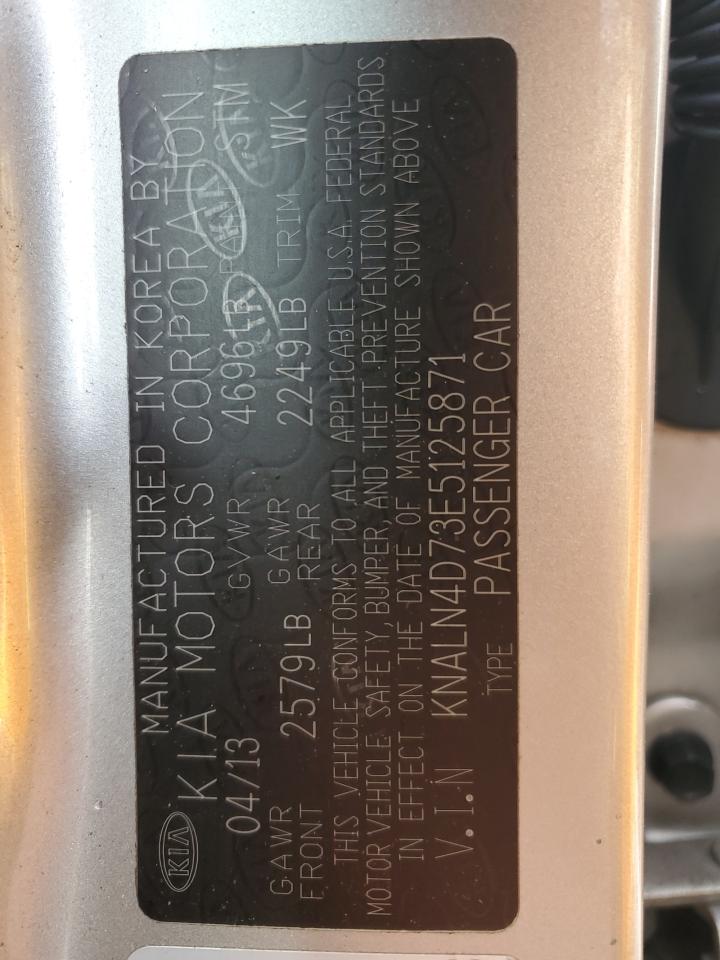 KIA MANUFACTURED IN KOREA BY
KIA MOTORS CORPORATION
04/13 GVWR 4696LB PAINT STM
GAWR FRONT 2579LB GAWR REAR 2249LB TRIM WK
THIS VEHICLE CONFORMS TO ALL APPLICABLE U.S.A. FEDERAL
MOTOR VEHICLE SAFETY, BUMPER, AND THEFT PREVENTION STANDARDS
IN EFFECT ON THE DATE OF MANUFACTURE SHOWN ABOVE
V.I.N KNALN4D73E5125871
TYPE PASSENGER CAR